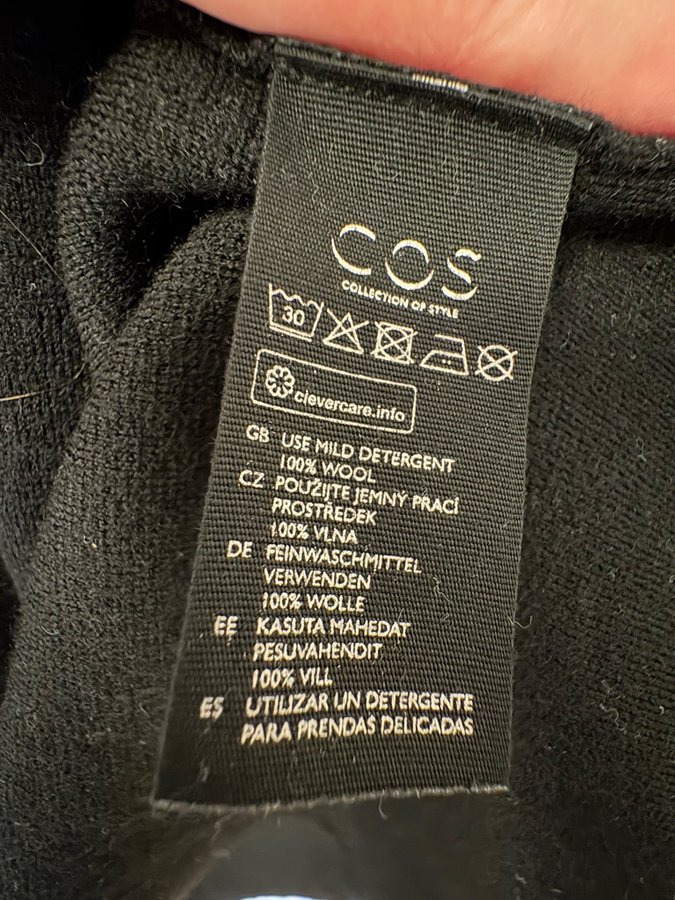 COS
COLLECTION OF STYLE
30
clevercare.info
GB USE MILD DETERGENT
100% WOOL
CZ POUŽIJTE JEMNÝ PRACÍ
PROSTŘEDEK
100% VLNA
DE FEINWASCHMITTEL
VERWENDEN
100% WOLLE
EE KASUTA MAHEDAT
PESUVAHENDIT
100% VILL
ES UTILIZAR UN DETERGENTE
PARA PRENDAS DELICADAS